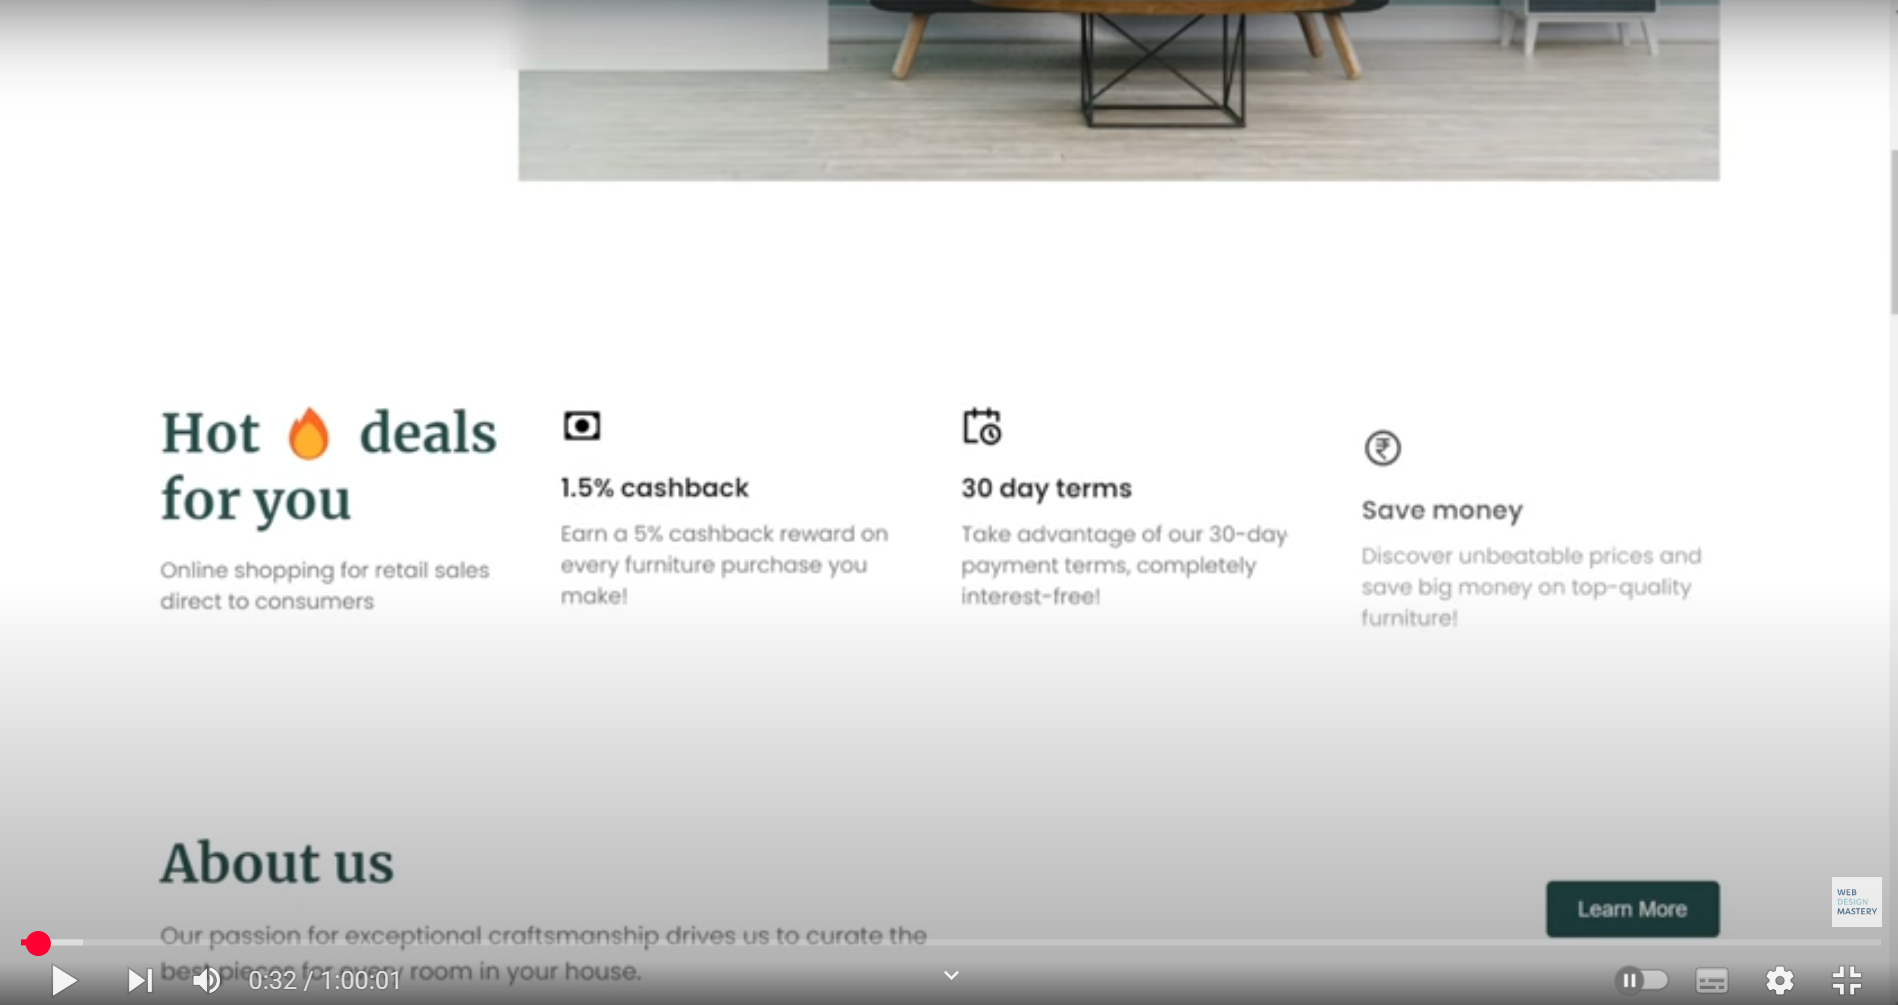 Hot 🔥 deals
for you
Online shopping for retail sales
direct to consumers
1.5% cashback
Earn a 5% cashback reward on
every furniture purchase you
make!
30 day terms
Take advantage of our 30-day
payment terms, completely
interest-free!
₹
Save money
Discover unbeatable prices and
save big money on top-quality
furniture!
About us
Our passion for exceptional craftsmanship drives us to curate the
best pieces for every room in your house.
Learn More
WEB
DESIGN
MASTERY
0:32 / 1:00:01